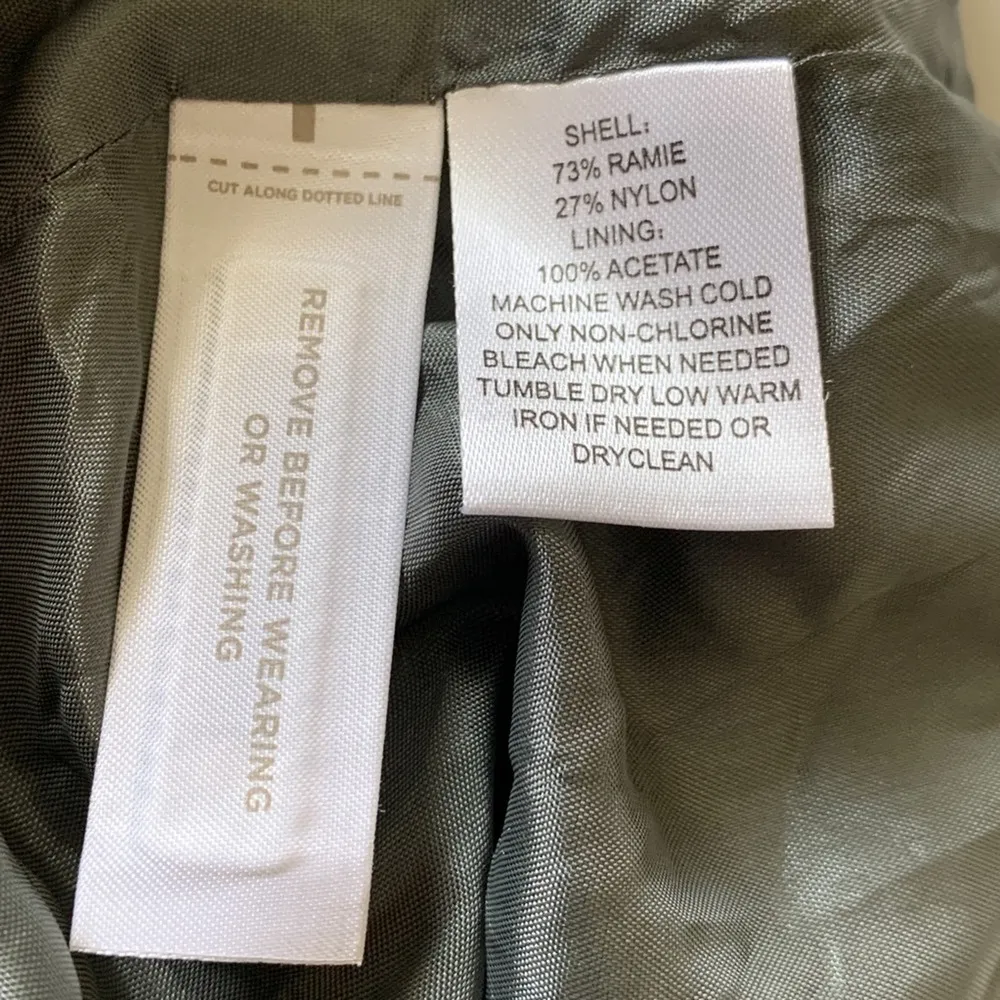 CUT ALONG DOTTED LINE
REMOVE BEFORE WEARING
OR WASHING
SHELL:
73% RAMIE
27% NYLON
LINING:
100% ACETATE
MACHINE WASH COLD
ONLY NON-CHLORINE
BLEACH WHEN NEEDED
TUMBLE DRY LOW WARM
IRON IF NEEDED OR
DRYCLEAN